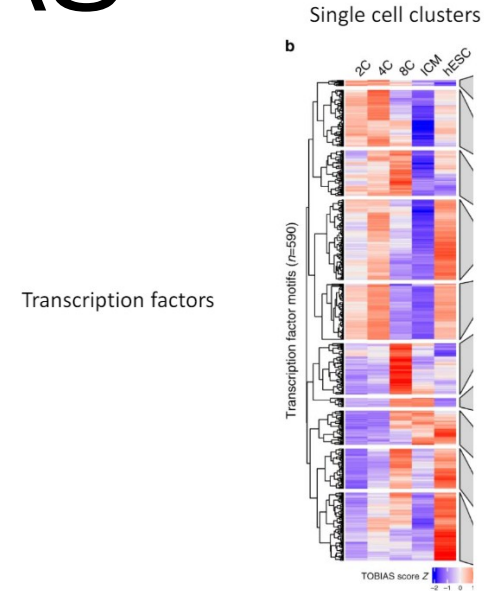 Single cell clusters
b
2C 4C 8C ICM hESC
Transcription factor motifs (n=590)
Transcription factors
TOBIAS score Z
-2 -1 0 1